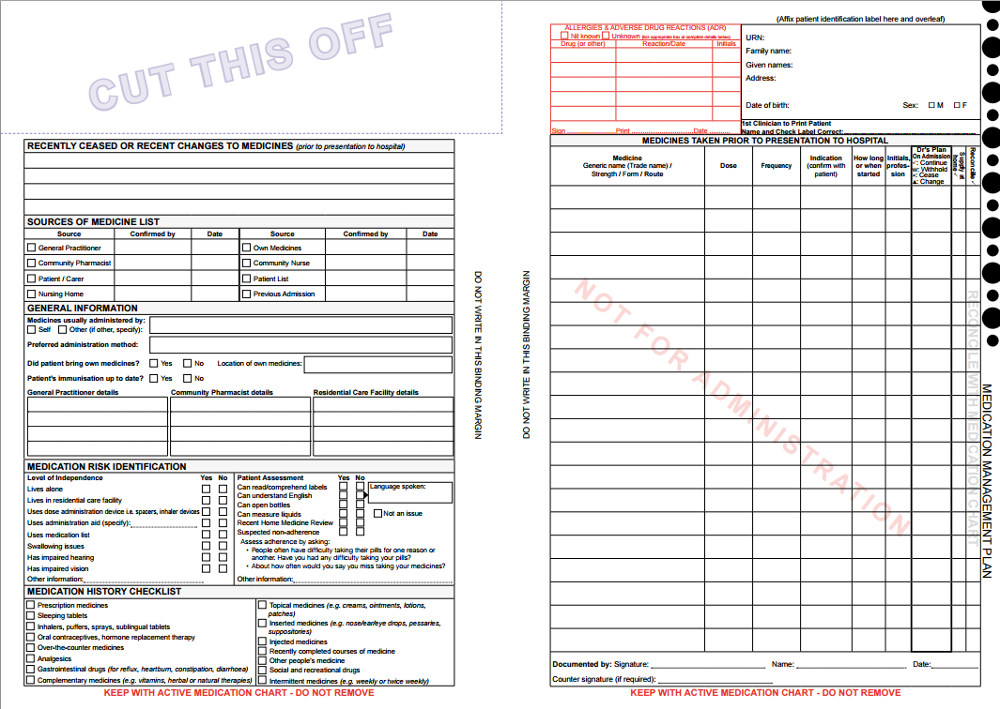 CUT THIS OFF
RECENTLY CEASED OR RECENT CHANGES TO MEDICINES (prior to presentation to hospital)
SOURCES OF MEDICINE LIST
Source Confirmed by Date Source Confirmed by Date
General Practitioner Own Medicines
Community Pharmacist Community Nurse
Patient / Carer Patient List
Nursing Home Previous Admission
GENERAL INFORMATION
Medicines usually administered by:
Self Other (if other, specify):
Preferred administration method:
Did patient bring own medicines? Yes No Location of own medicines:
Patient's immunisation up to date? Yes No
General Practitioner details Community Pharmacist details Residential Care Facility details
MEDICATION RISK IDENTIFICATION
Level of Independence Yes No
Lives alone
Lives in residential care facility
Uses dose administration device i.e. spacers, inhaler devices
Uses administration aid (specify):
Uses medication list
Swallowing issues
Has impaired hearing
Has impaired vision
Other information:
Patient Assessment Yes No
Can read/comprehend labels
Can understand English
Can open bottles
Can measure liquids
Recent Home Medicine Review
Suspected non-adherence
Language spoken:
Not an issue
Assess adherence by asking:
• People often have difficulty taking their pills for one reason or
another. Have you had any difficulty taking your pills?
• About how often would you say you miss taking your medicines?
Other information:
MEDICATION HISTORY CHECKLIST
Prescription medicines
Sleeping tablets
Inhalers, puffers, sprays, sublingual tablets
Oral contraceptives, hormone replacement therapy
Over-the-counter medicines
Analgesics
Gastrointestinal drugs (for reflux, heartburn, constipation, diarrhoea)
Complementary medicines (e.g. vitamins, herbal or natural therapies)
Topical medicines (e.g. creams, ointments, lotions,
patches)
Inserted medicines (e.g. nose/ear/eye drops, pessaries,
suppositories)
Injected medicines
Recently completed courses of medicine
Other people's medicine
Social and recreational drugs
Intermittent medicines (e.g. weekly or twice weekly)
KEEP WITH ACTIVE MEDICATION CHART - DO NOT REMOVE
DO NOT WRITE IN THIS BINDING MARGIN
DO NOT WRITE IN THIS BINDING MARGIN
(Affix patient identification label here and overleaf)
ALLERGIES & ADVERSE DRUG REACTIONS (ADR)
Nil known Unknown (tick appropriate box or complete details below)
Drug (or other) Reaction/Date Initials
Sign Print Date
URN:
Family name:
Given names:
Address:
Date of birth: Sex: M F
1st Clinician to Print Patient
Name and Check Label Correct:
MEDICINES TAKEN PRIOR TO PRESENTATION TO HOSPITAL
Medicine
Generic name (Trade name) /
Strength / Form / Route
Dose
Frequency
Indication
(confirm with
patient)
How long
or when
started
Initials,
profes-
sion
Dr's Plan
On Admission
✓: Continue
w: Withhold
×: Cease
▲: Change
Supply at
home ✓
Reconcile ✓
NOT FOR ADMINISTRATION
RECONCILE WITH MEDICATION CHART
MEDICATION MANAGEMENT PLAN
Documented by: Signature: Name: Date:
Counter signature (if required):
KEEP WITH ACTIVE MEDICATION CHART - DO NOT REMOVE